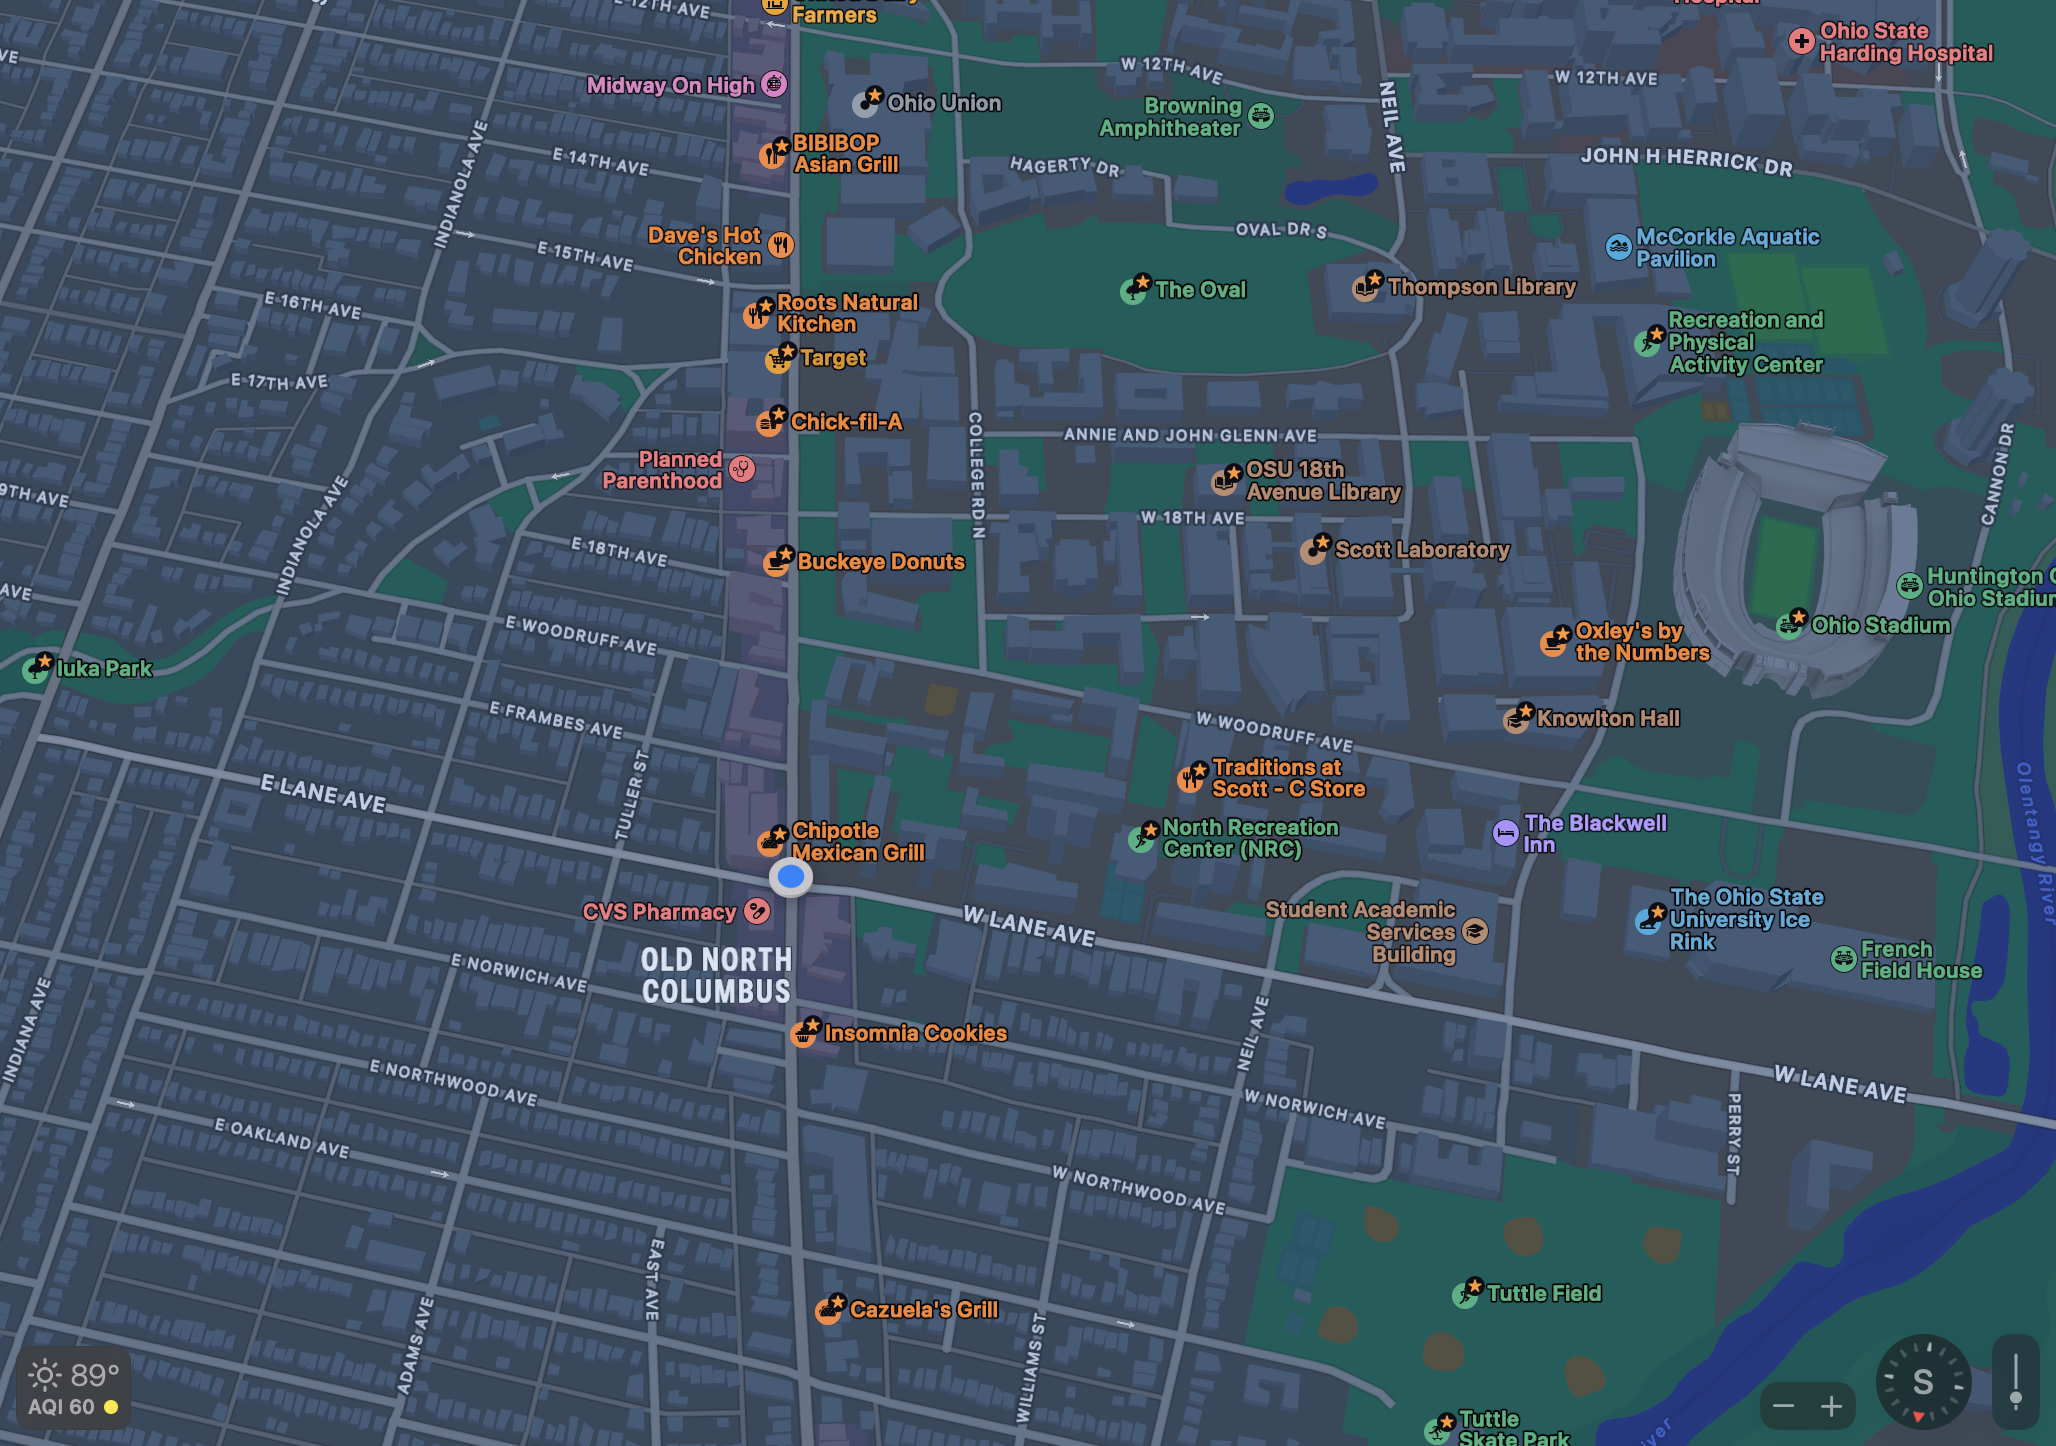 E 12TH AVE
Farmers
Hospital
Ohio State
Harding Hospital
W 12TH AVE
W 12TH AVE
Midway On High
Ohio Union
Browning
Amphitheater
NEIL AVE
BIBIBOP
Asian Grill
E 14TH AVE
INDIANOLA AVE
HAGERTY DR
JOHN H HERRICK DR
Dave's Hot
Chicken
E 15TH AVE
OVAL DR S
McCorkle Aquatic
Pavilion
The Oval
Thompson Library
E 16TH AVE
Roots Natural
Kitchen
Target
Recreation and
Physical
Activity Center
E 17TH AVE
Chick-fil-A
COLLEGE RD N
ANNIE AND JOHN GLENN AVE
CANNON DR
Planned
Parenthood
OSU 18th
Avenue Library
9TH AVE
INDIANOLA AVE
W 18TH AVE
E 18TH AVE
Buckeye Donuts
Scott Laboratory
AVE
Huntington
Ohio Stadium
Ohio Stadium
E WOODRUFF AVE
Oxley's by
the Numbers
Iuka Park
E FRAMBES AVE
W WOODRUFF AVE
Knowlton Hall
E LANE AVE
TULLER ST
Traditions at
Scott - C Store
Olentangy River
Chipotle
Mexican Grill
North Recreation
Center (NRC)
The Blackwell
Inn
CVS Pharmacy
W LANE AVE
Student Academic
Services
Building
The Ohio State
University Ice
Rink
French
Field House
OLD NORTH
COLUMBUS
E NORWICH AVE
INDIANA AVE
NEIL AVE
Insomnia Cookies
E NORTHWOOD AVE
W NORWICH AVE
W LANE AVE
PERRY ST
E OAKLAND AVE
W NORTHWOOD AVE
EAST AVE
Tuttle Field
Cazuela's Grill
ADAMS AVE
WILLIAMS ST
89°
AQI 60
S
Tuttle
Skate Park